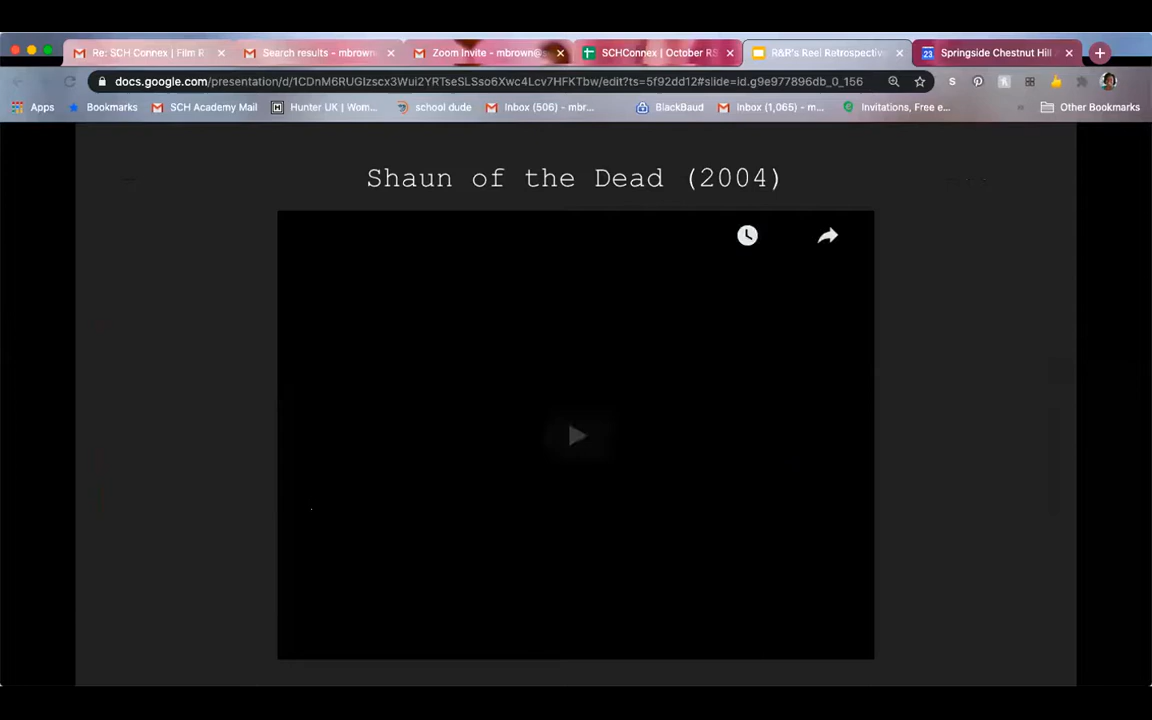 Re: SCH Connex | Film R
Search results - mbrown
Zoom Invite - mbrown@s
SCHConnex | October RS
R&R's Reel Retrospectiv
23 Springside Chestnut Hill
docs.google.com/presentation/d/1CDnM6RUGIzscx3Wui2YRTseSLSso6Xwc4Lcv7HFKTbw/edit?ts=5f92dd12#slide=id.g9e977896db_0_156
Apps
Bookmarks
SCH Academy Mail
Hunter UK | Wom...
school dude
Inbox (506) - mbr...
BlackBaud
Inbox (1,065) - m...
Invitations, Free e...
Other Bookmarks
Shaun of the Dead (2004)